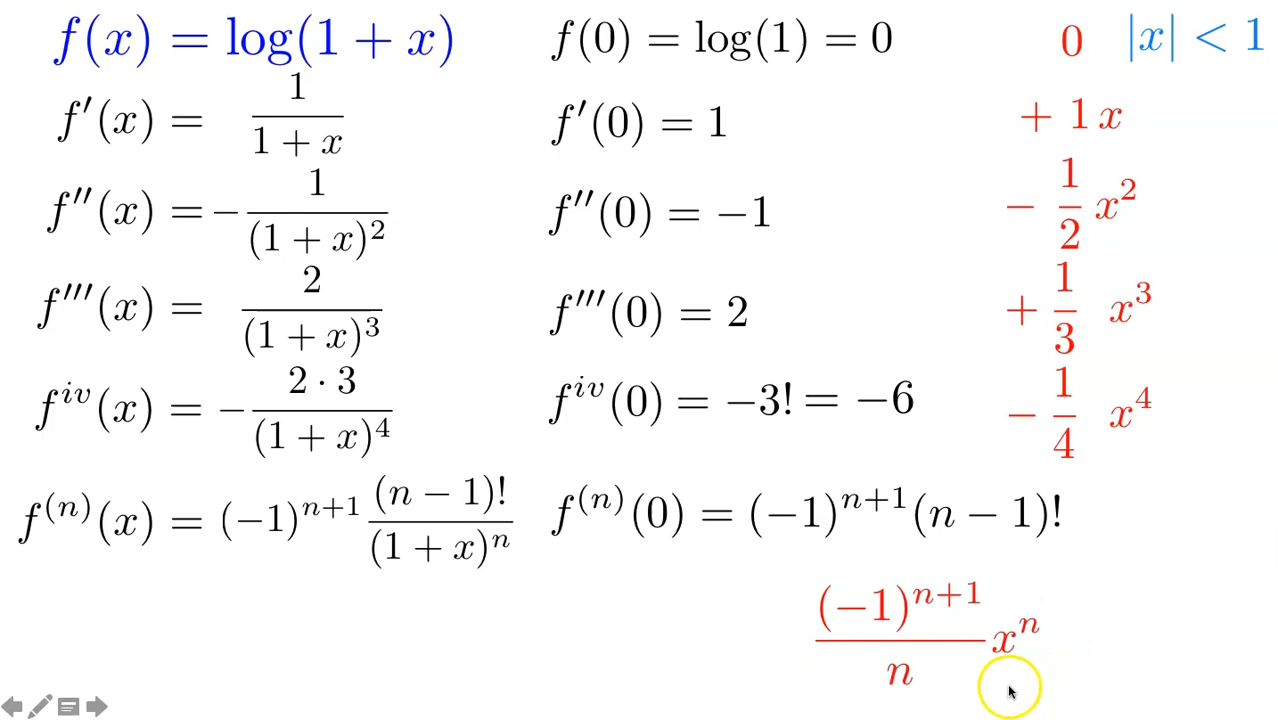 f(x) = log(1 + x) f(0) = log(1) = 0 0 |x| < 1
f′(x) = 1/(1 + x) f′(0) = 1 + 1x
f″(x) = −1/(1 + x)² f″(0) = −1 − 1/2 x²
f‴(x) = 2/(1 + x)³ f‴(0) = 2 + 1/3 x³
f^{iv}(x) = −(2 · 3)/(1 + x)⁴ f^{iv}(0) = −3! = −6 − 1/4 x⁴
f^{(n)}(x) = (−1)^{n+1} (n − 1)!/(1 + x)^n f^{(n)}(0) = (−1)^{n+1}(n − 1)!
(−1)^{n+1}/n x^n